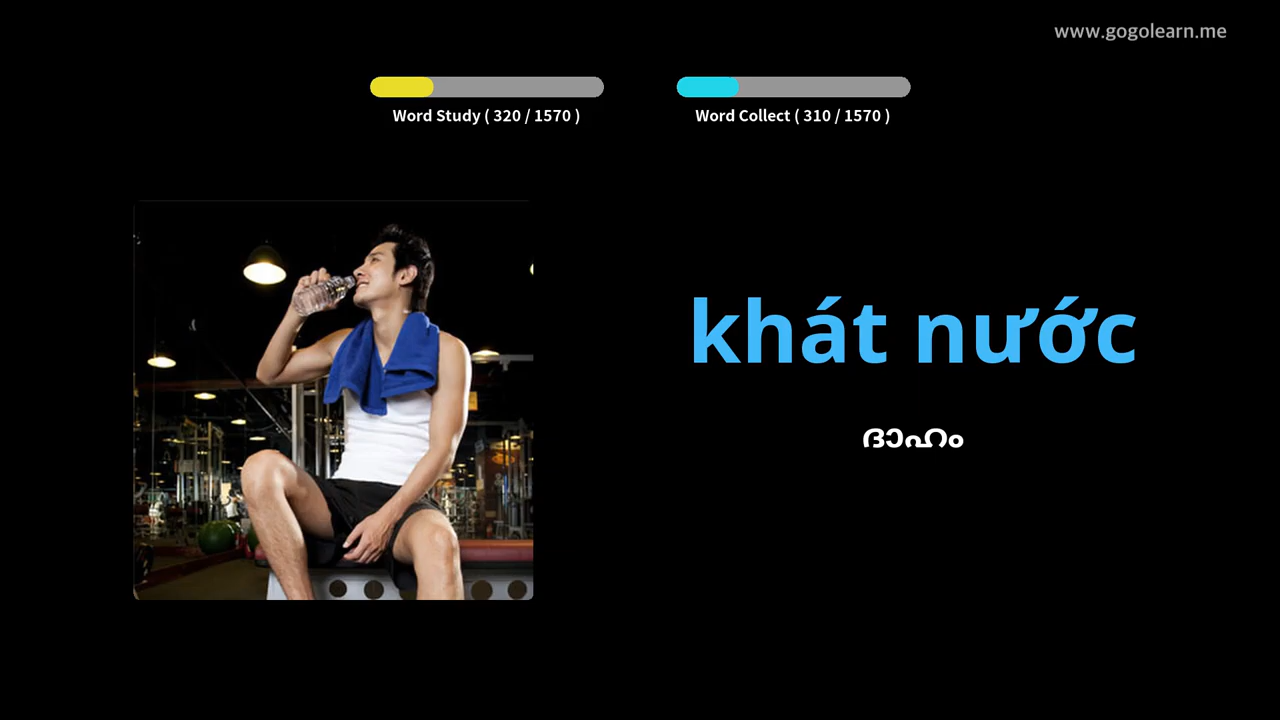 www.gogolearn.me
Word Study ( 320 / 1570 )
Word Collect ( 310 / 1570 )
khát nước
ദാഹം